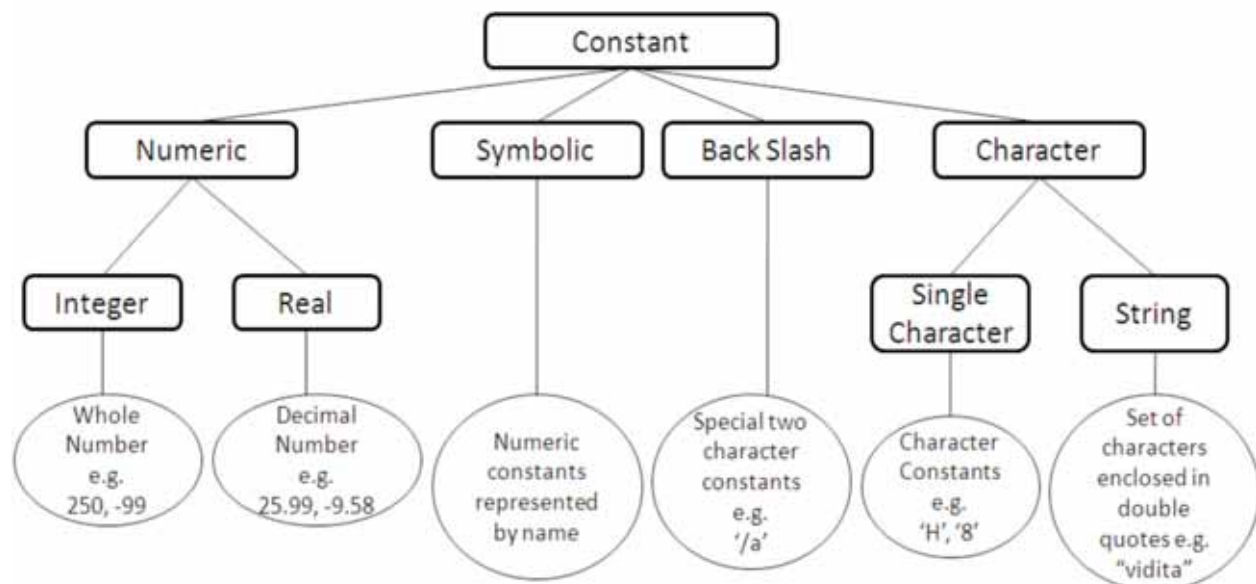 Constant
Numeric
Symbolic
Back Slash
Character
Integer
Real
Single
Character
String
Whole
Number
e.g.
250, -99
Decimal
Number
e.g.
25.99, -9.58
Numeric
constants
represented
by name
Special two
character
constants
e.g.
‘/a’
Character
Constants
e.g.
‘H’, ‘8’
Set of
characters
enclosed in
double
quotes e.g.
“vidita”